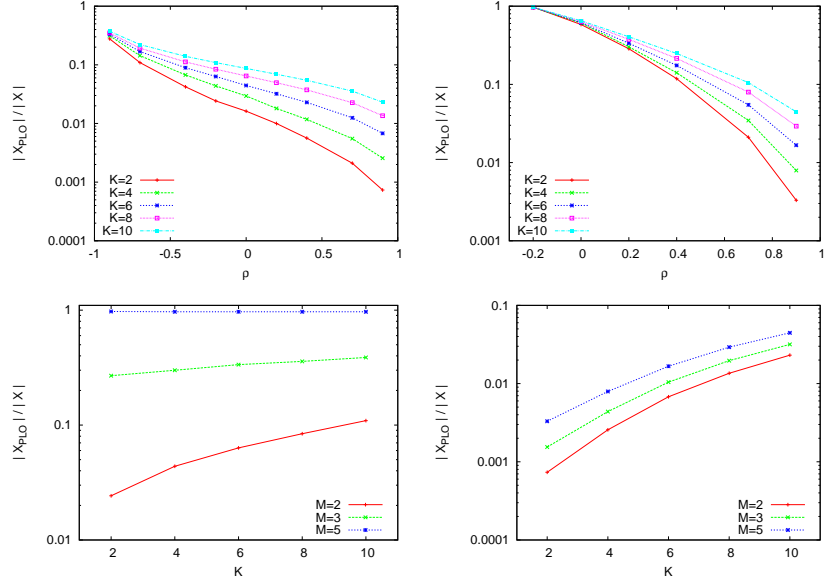 | X_PLO | / | X |
1
0.1
0.01
0.001
0.0001
K=2
K=4
K=6
K=8
K=10
-1
-0.5
0
0.5
1
ρ
| X_PLO | / | X |
1
0.1
0.01
0.001
K=2
K=4
K=6
K=8
K=10
-0.2
0
0.2
0.4
0.6
0.8
1
ρ
| X_PLO | / | X |
1
0.1
0.01
M=2
M=3
M=5
2
4
6
8
10
K
| X_PLO | / | X |
0.1
0.01
0.001
0.0001
M=2
M=3
M=5
2
4
6
8
10
K